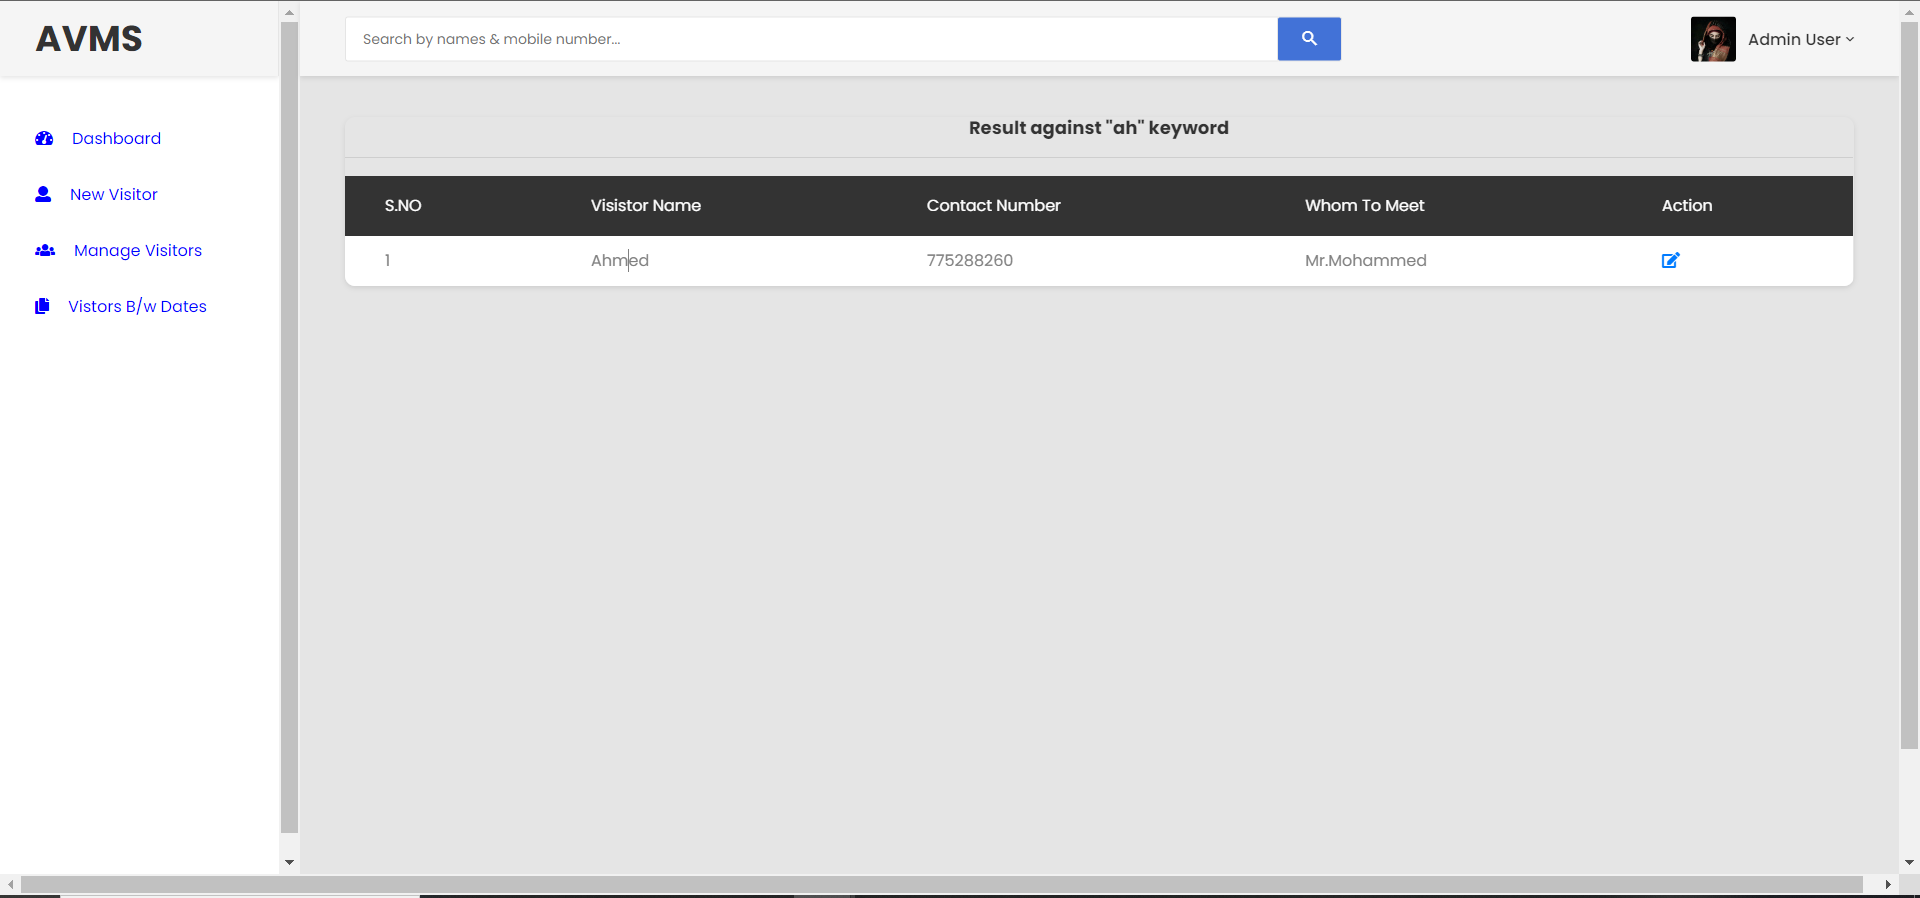 AVMS
Search by names & mobile number...
Admin User
Dashboard
New Visitor
Manage Visitors
Vistors B/w Dates
Result against "ah" keyword
S.NO Visistor Name Contact Number Whom To Meet Action
1 Ahmed 775288260 Mr.Mohammed